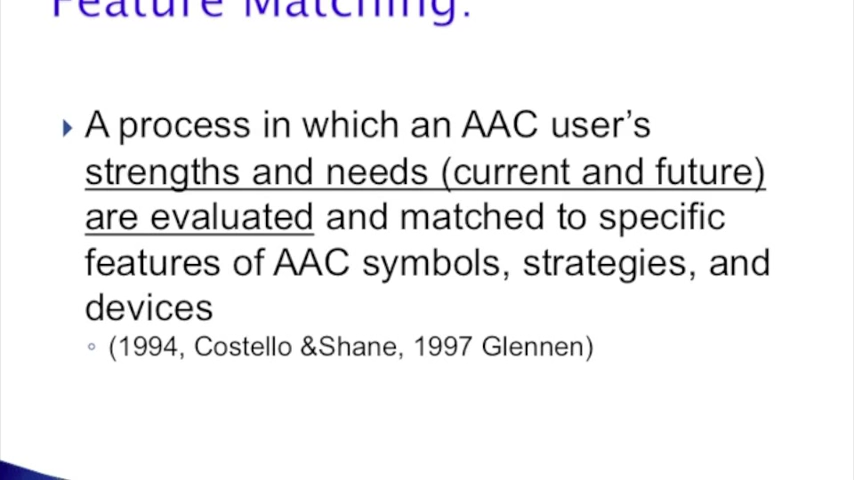 Feature Matching:
A process in which an AAC user’s
strengths and needs (current and future)
are evaluated and matched to specific
features of AAC symbols, strategies, and
devices
(1994, Costello &Shane, 1997 Glennen)